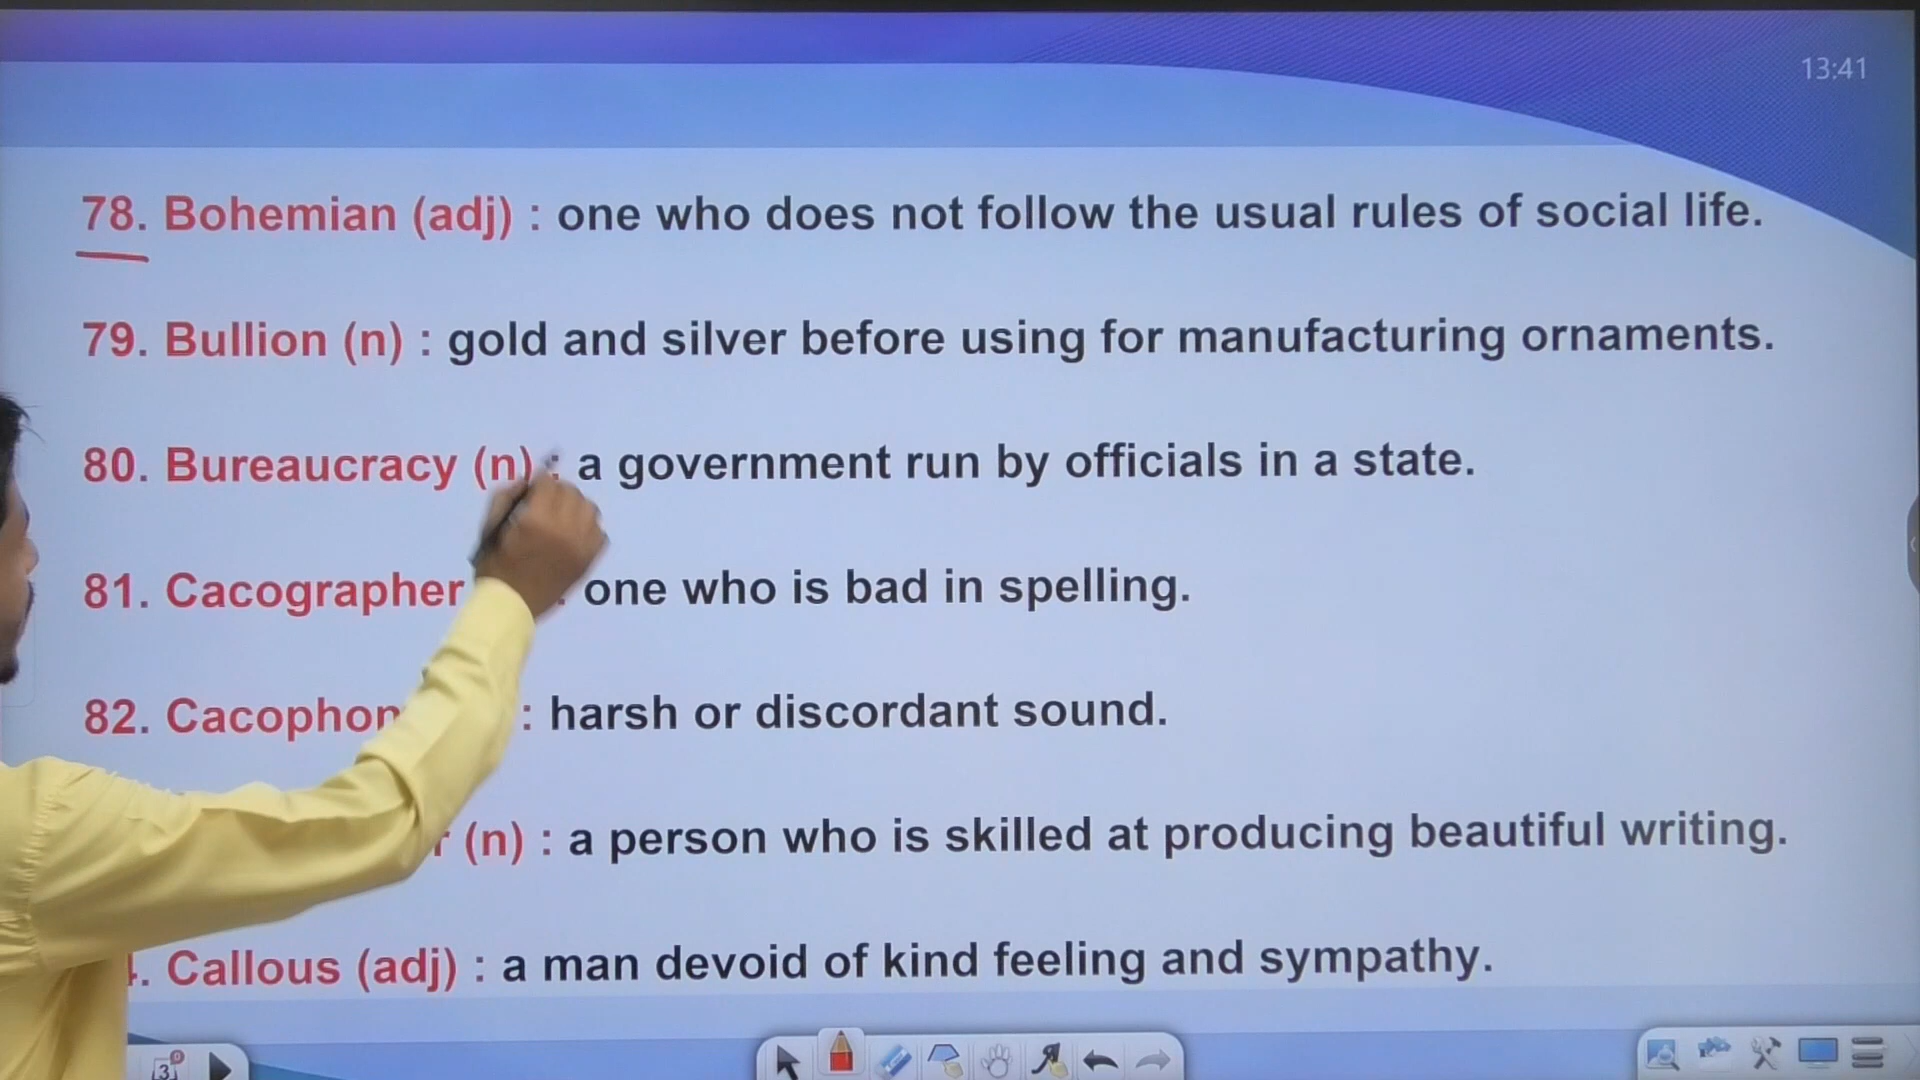 13:41
78. Bohemian (adj) : one who does not follow the usual rules of social life.
79. Bullion (n) : gold and silver before using for manufacturing ornaments.
80. Bureaucracy (n) : a government run by officials in a state.
81. Cacographer : one who is bad in spelling.
82. : harsh or discordant sound.
(n) : a person who is skilled at producing beautiful writing.
Callous (adj) : a man devoid of kind feeling and sympathy.
3